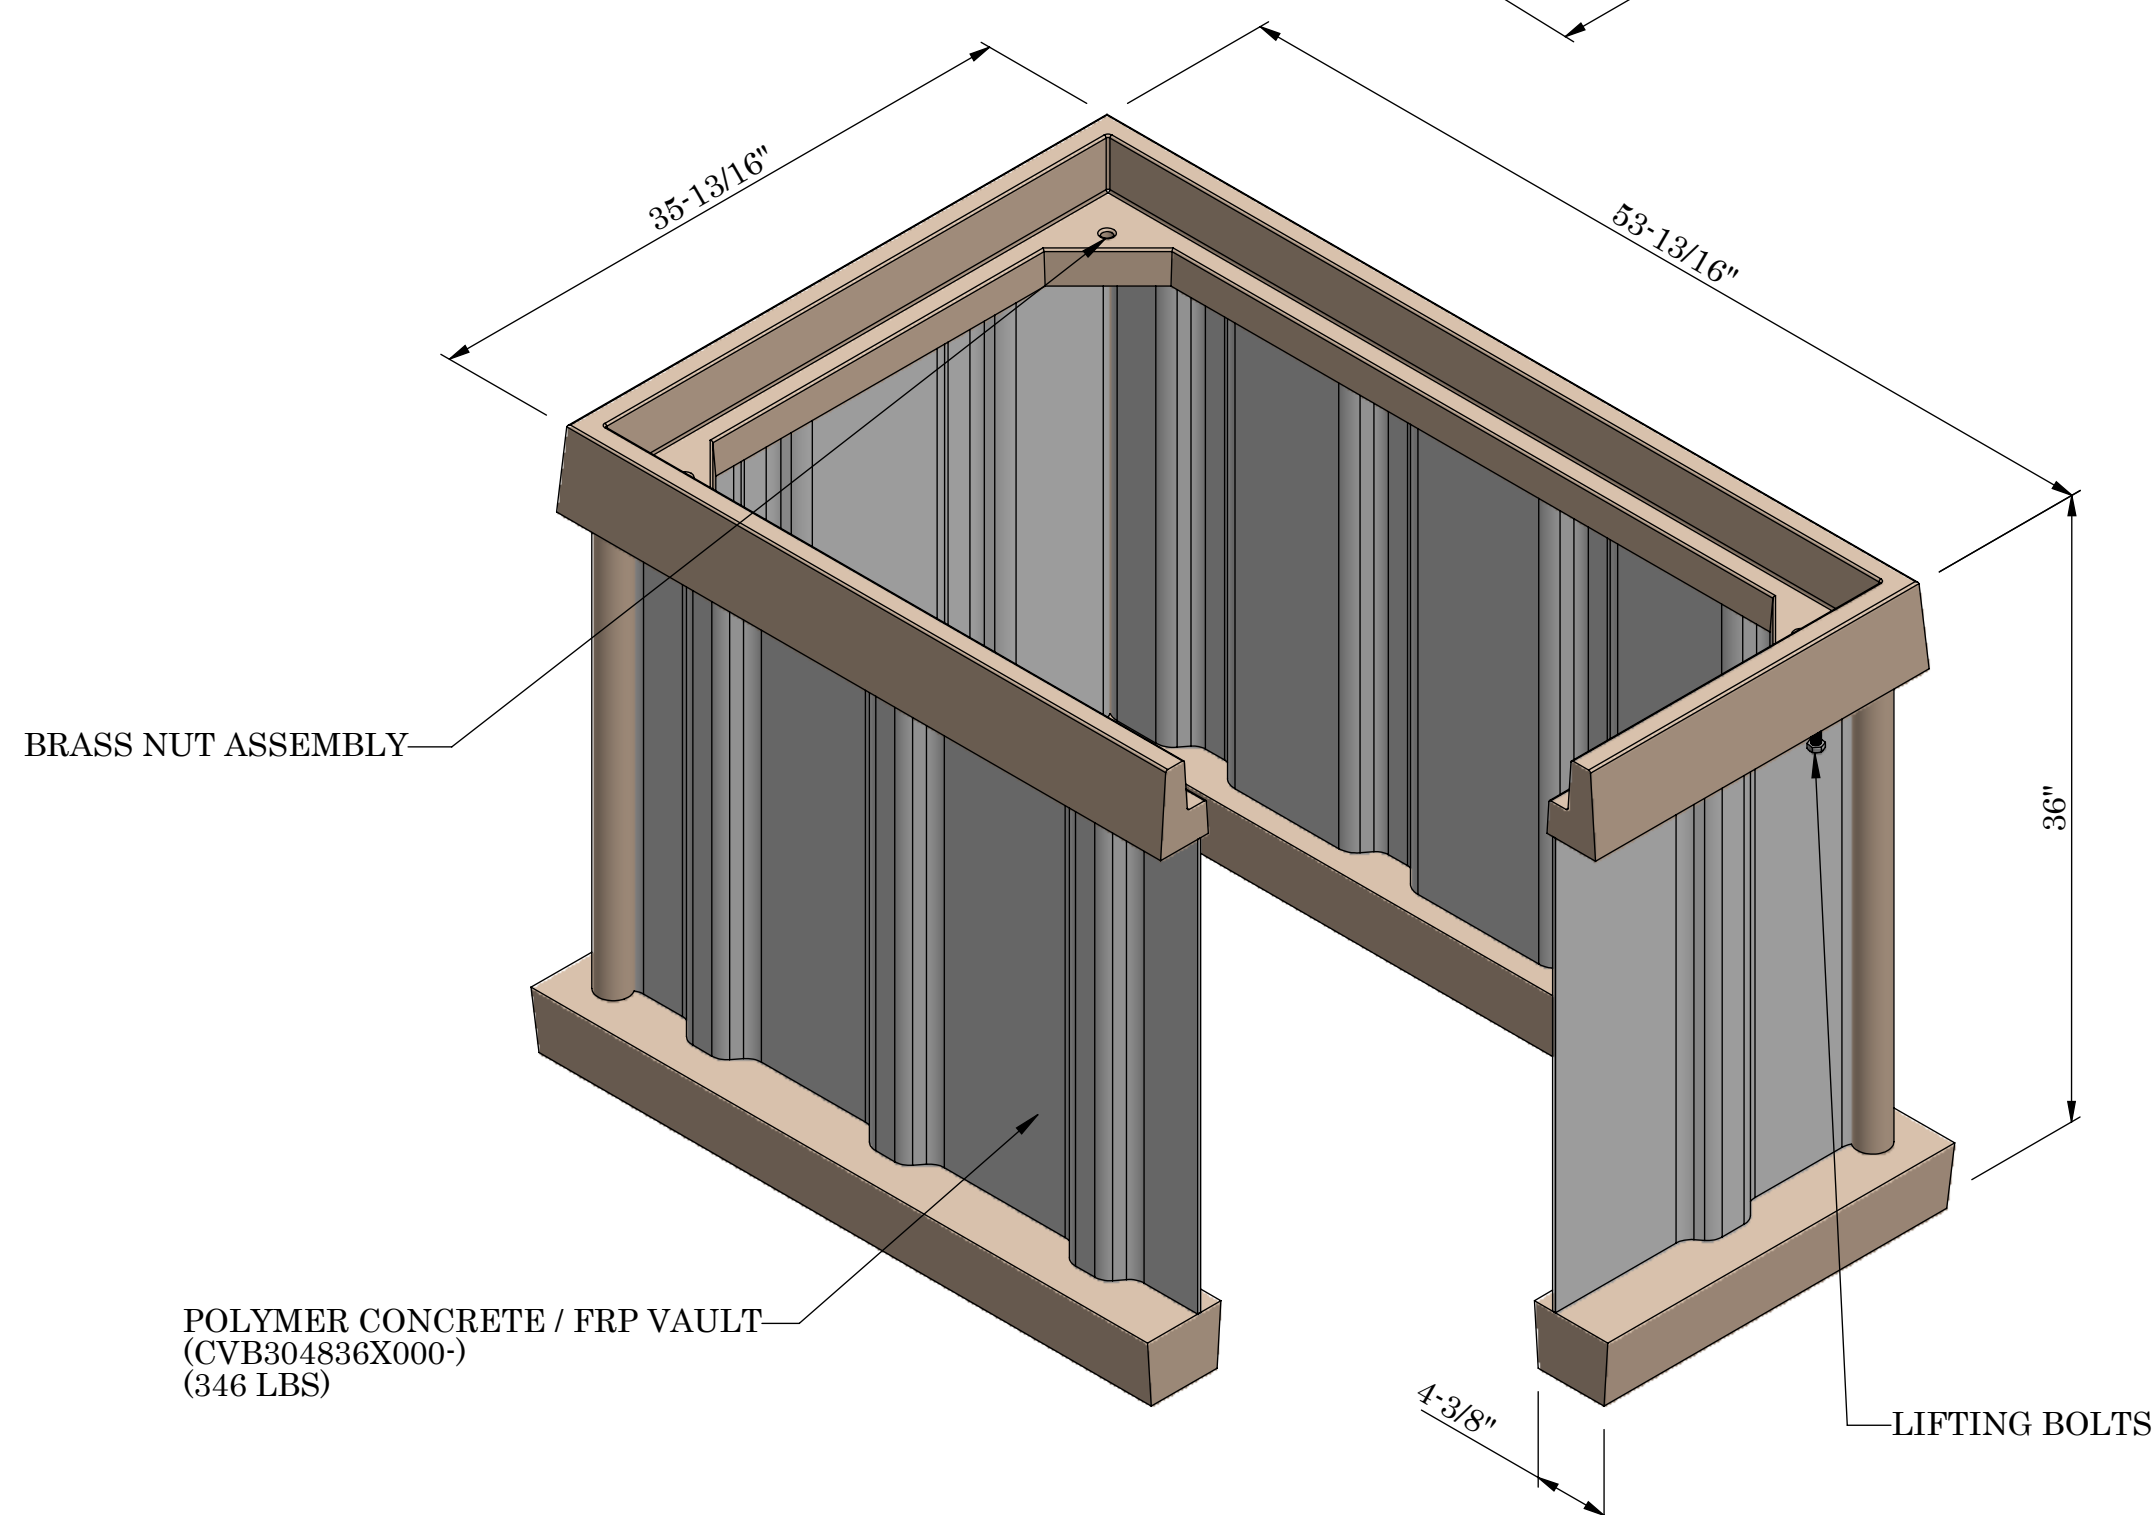 35-13/16"
53-13/16"
BRASS NUT ASSEMBLY
36"
POLYMER CONCRETE / FRP VAULT
(CVB304836X000-)
(346 LBS)
4-3/8"
LIFTING BOLTS